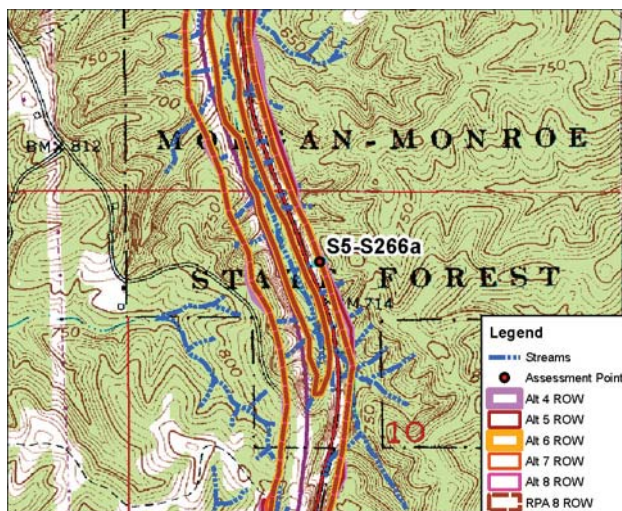 650
750
700
BM 812
MORGAN-MONROE
S5-S266a
STATE FOREST
M 714
750
800
750
10
Legend
Streams
Assessment Point
Alt 4 ROW
Alt 5 ROW
Alt 6 ROW
Alt 7 ROW
Alt 8 ROW
RPA 8 ROW